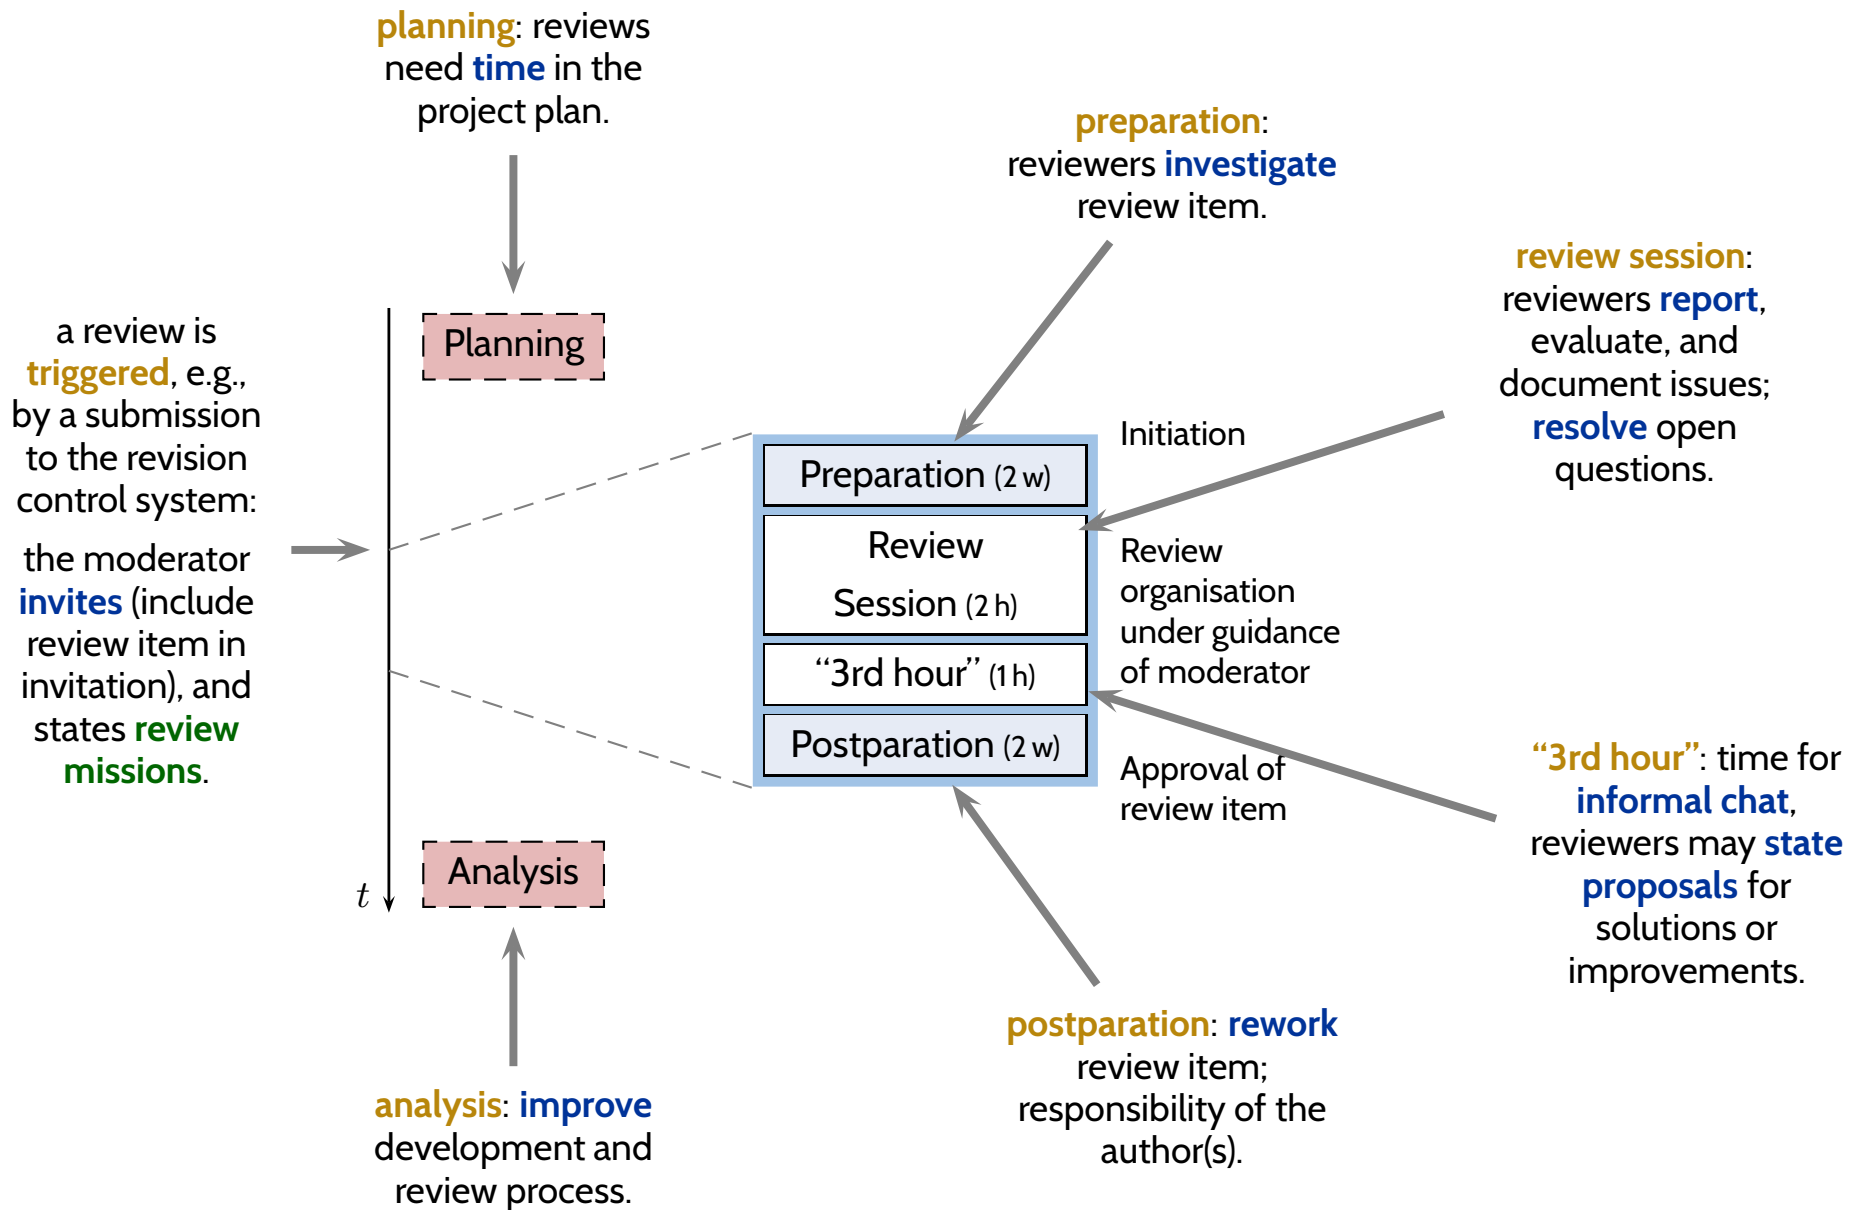 planning: reviews
need time in the
project plan.
preparation:
reviewers investigate
review item.
review session:
reviewers report,
evaluate, and
document issues;
resolve open
questions.
a review is
triggered, e.g.,
by a submission
to the revision
control system:
the moderator
invites (include
review item in
invitation), and
states review
missions.
Planning
Preparation (2 w)
Review
Session (2 h)
“3rd hour” (1 h)
Postparation (2 w)
Initiation
Review
organisation
under guidance
of moderator
Approval of
review item
“3rd hour”: time for
informal chat,
reviewers may state
proposals for
solutions or
improvements.
Analysis
t
postparation: rework
review item;
responsibility of the
author(s).
analysis: improve
development and
review process.